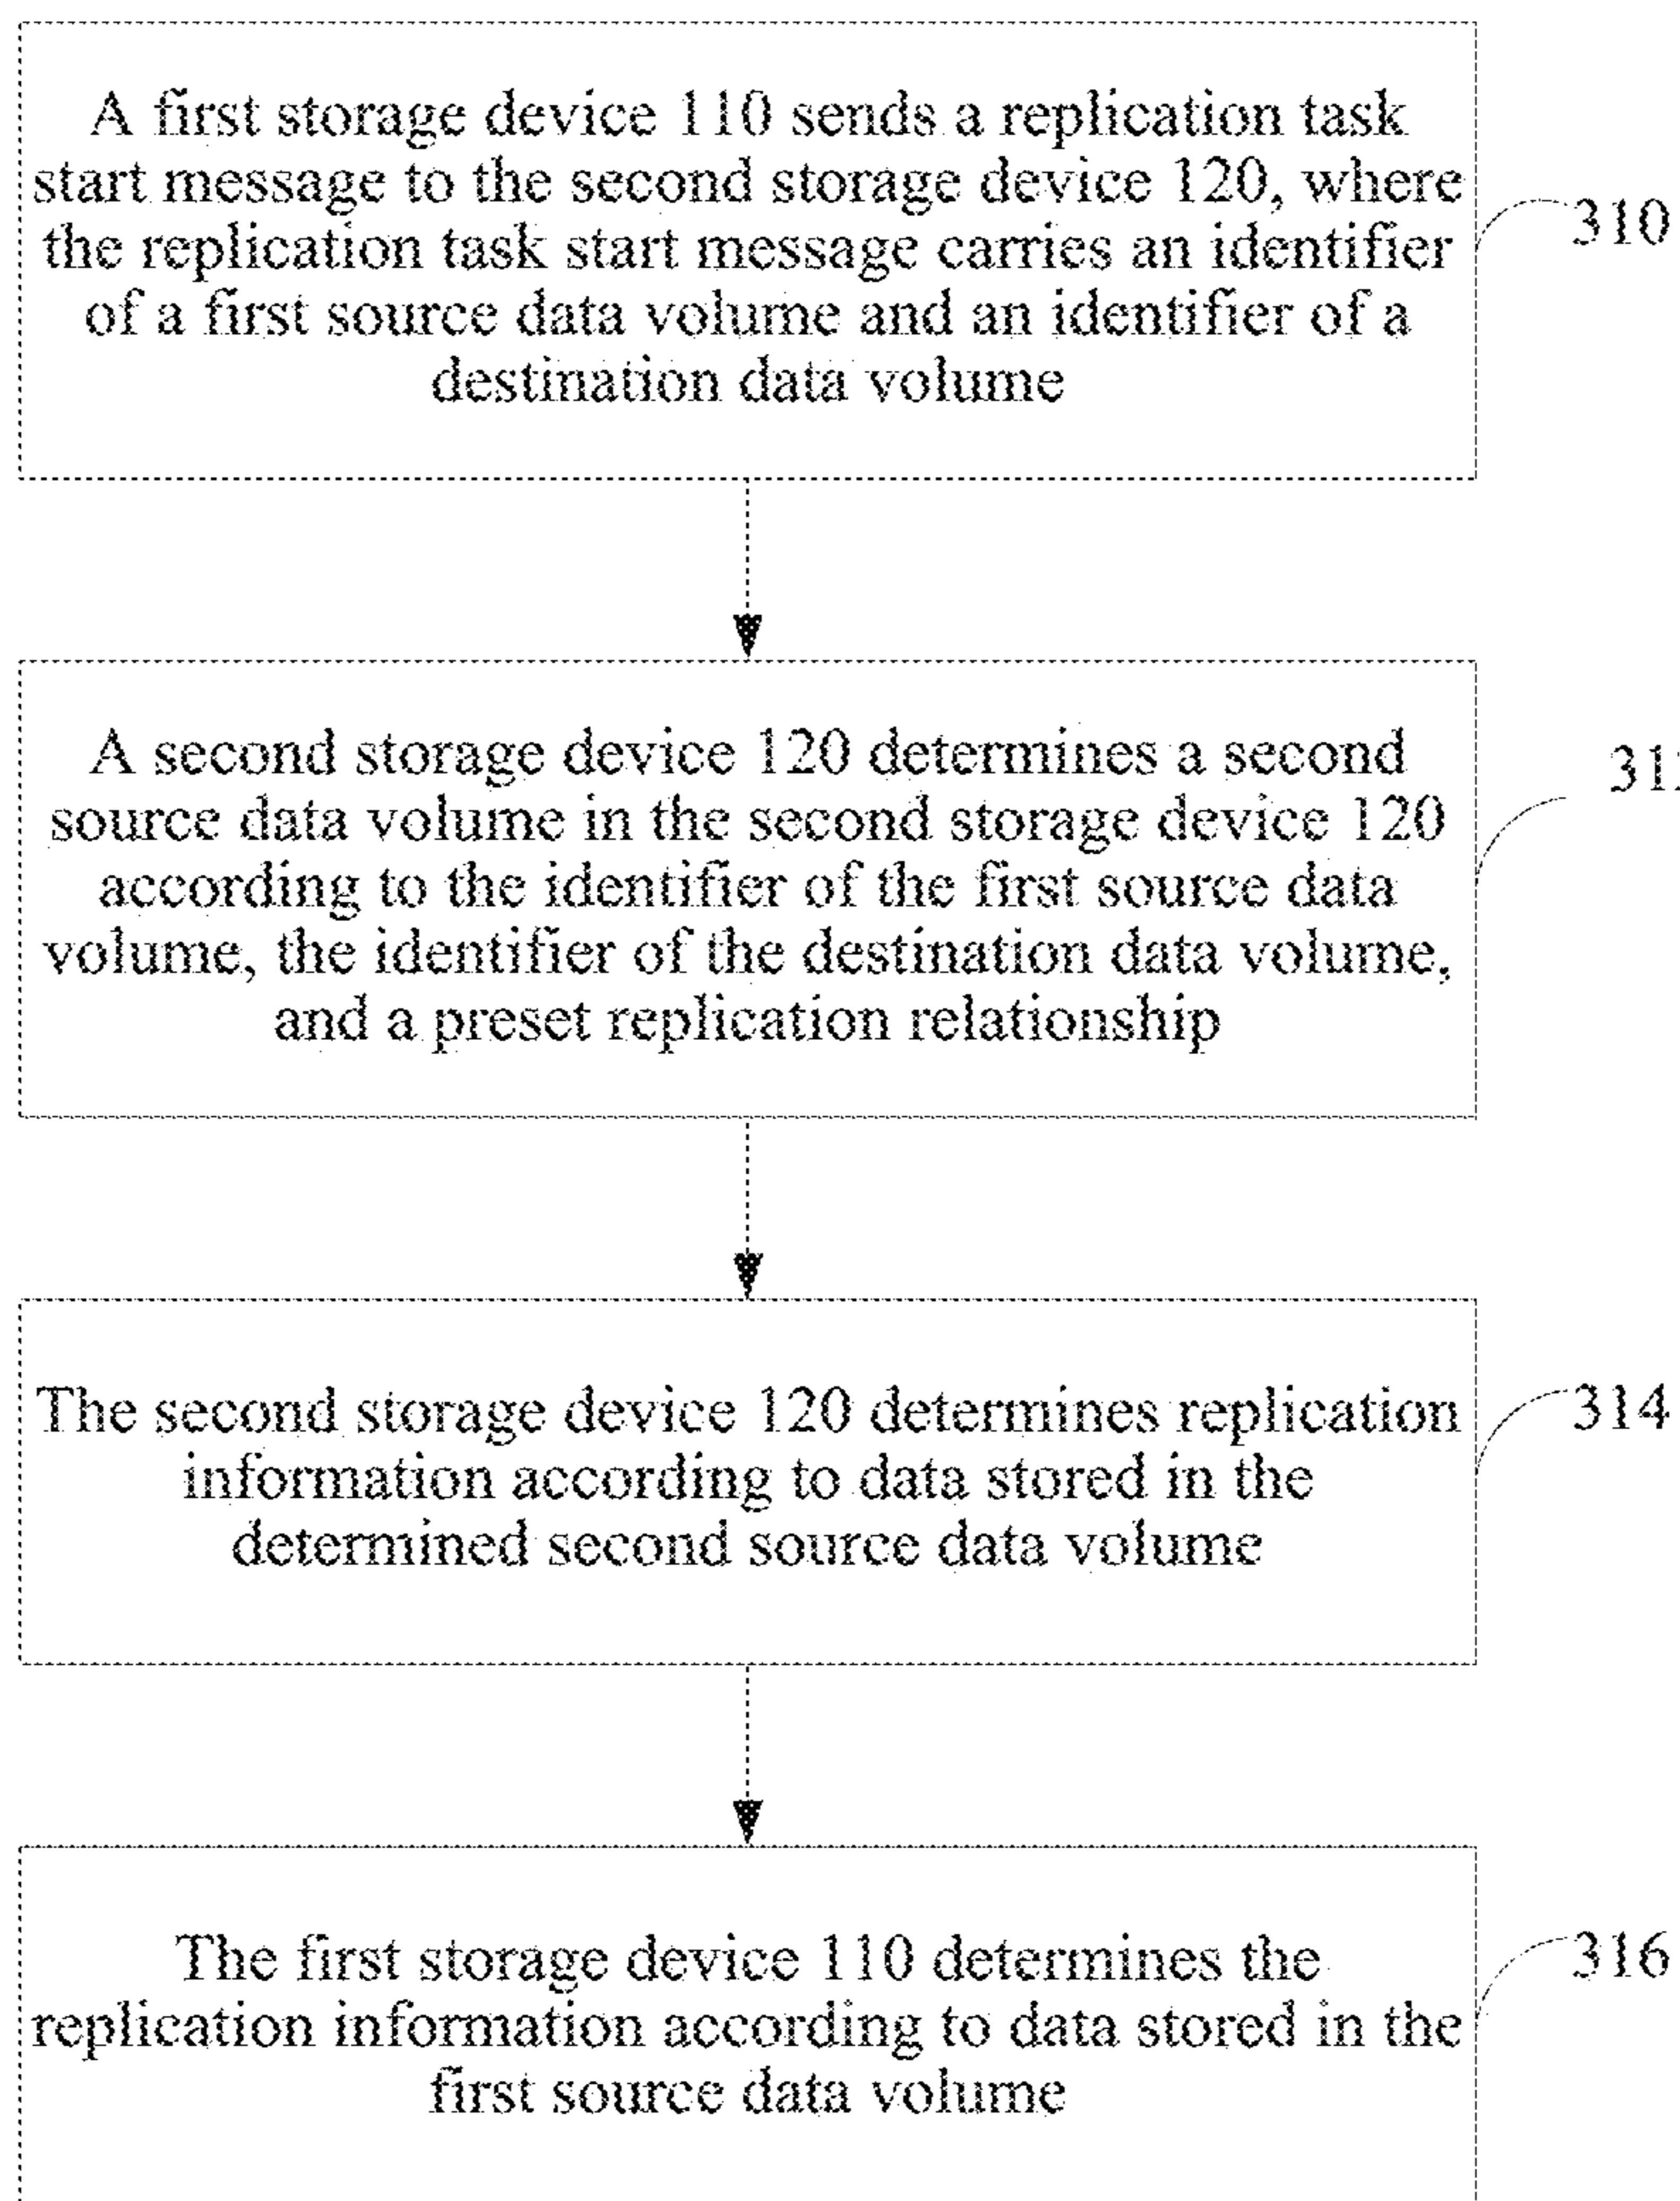 A first storage device 110 sends a replication task
start message to the second storage device 120, where
the replication task start message carries an identifier
of a first source data volume and an identifier of a
destination data volume
310
A second storage device 120 determines a second
source data volume in the second storage device 120
according to the identifier of the first source data
volume, the identifier of the destination data volume,
and a preset replication relationship
The second storage device 120 determines replication
information according to data stored in the
determined second source data volume
314
The first storage device 110 determines the
replication information according to data stored in the
first source data volume
316